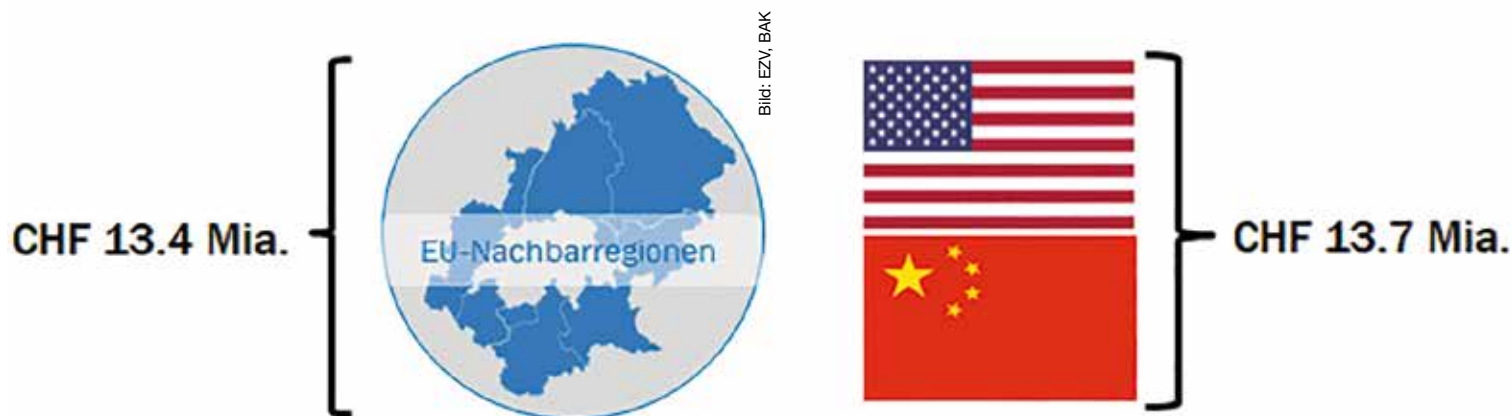 CHF 13.4 Mia.
EU-Nachbarregionen
Bild: EZV, BAK
CHF 13.7 Mia.